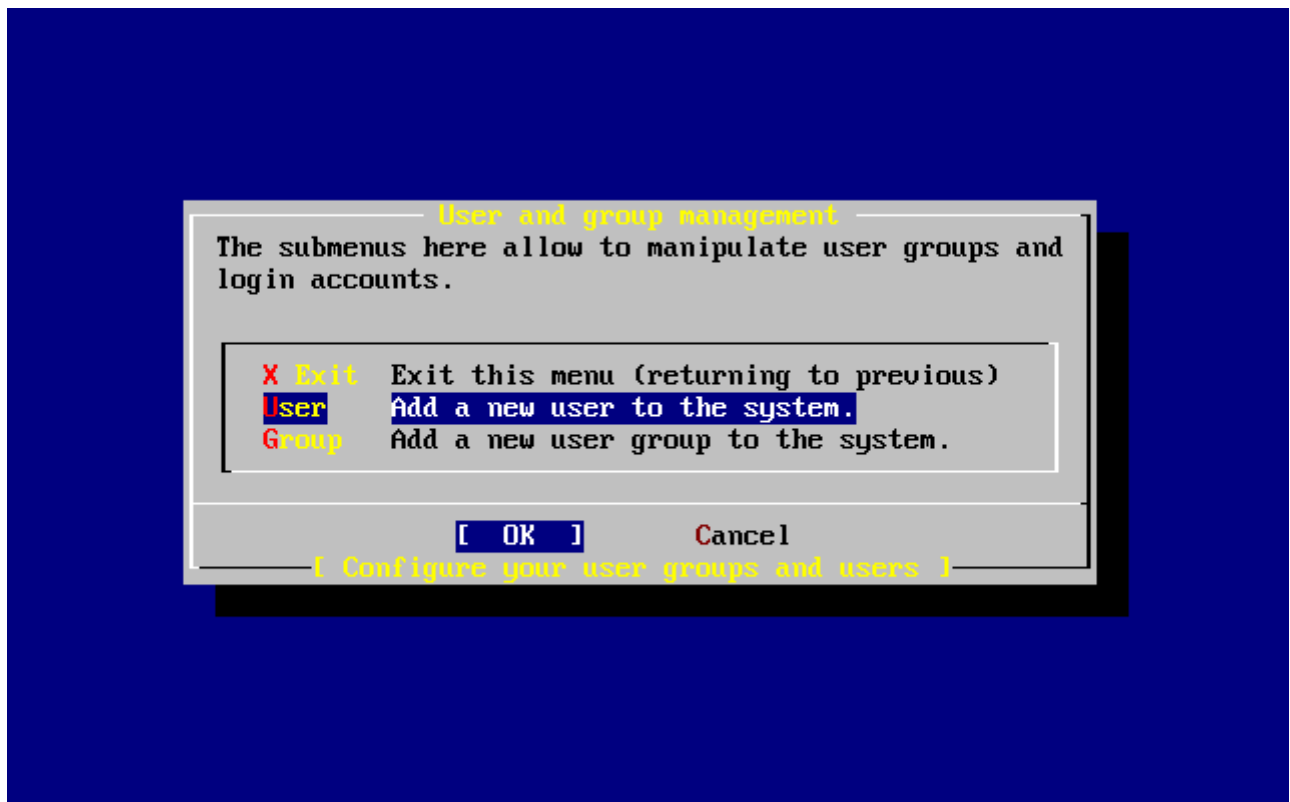 User and group management
The submenus here allow to manipulate user groups and
login accounts.
X Exit Exit this menu (returning to previous)
User Add a new user to the system.
Group Add a new user group to the system.
[ OK ] Cancel
[ Configure your user groups and users ]